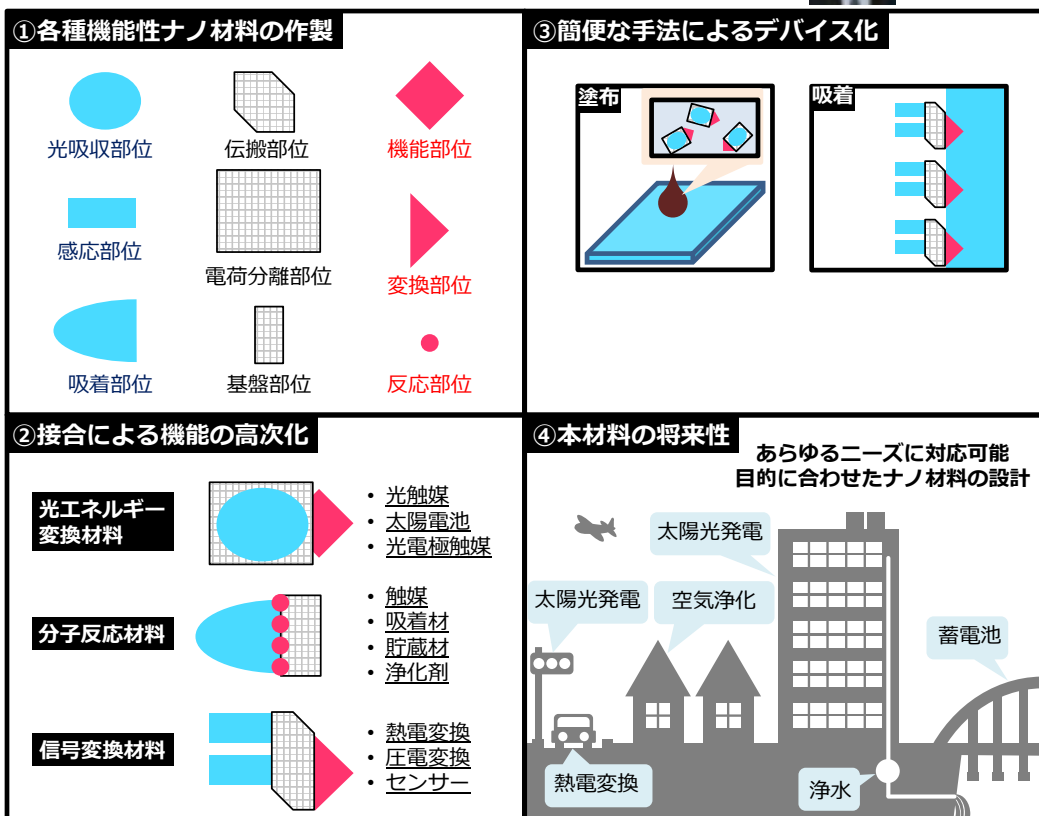 ①各種機能性ナノ材料の作製
光吸収部位
伝搬部位
機能部位
感応部位
電荷分離部位
変換部位
吸着部位
基盤部位
反応部位
②接合による機能の高次化
光エネルギー
変換材料
• 光触媒
• 太陽電池
• 光電極触媒
分子反応材料
• 触媒
• 吸着材
• 貯蔵材
• 浄化剤
信号変換材料
• 熱電変換
• 圧電変換
• センサー
③簡便な手法によるデバイス化
塗布
吸着
④本材料の将来性
あらゆるニーズに対応可能
目的に合わせたナノ材料の設計
太陽光発電
太陽光発電
空気浄化
蓄電池
熱電変換
浄水